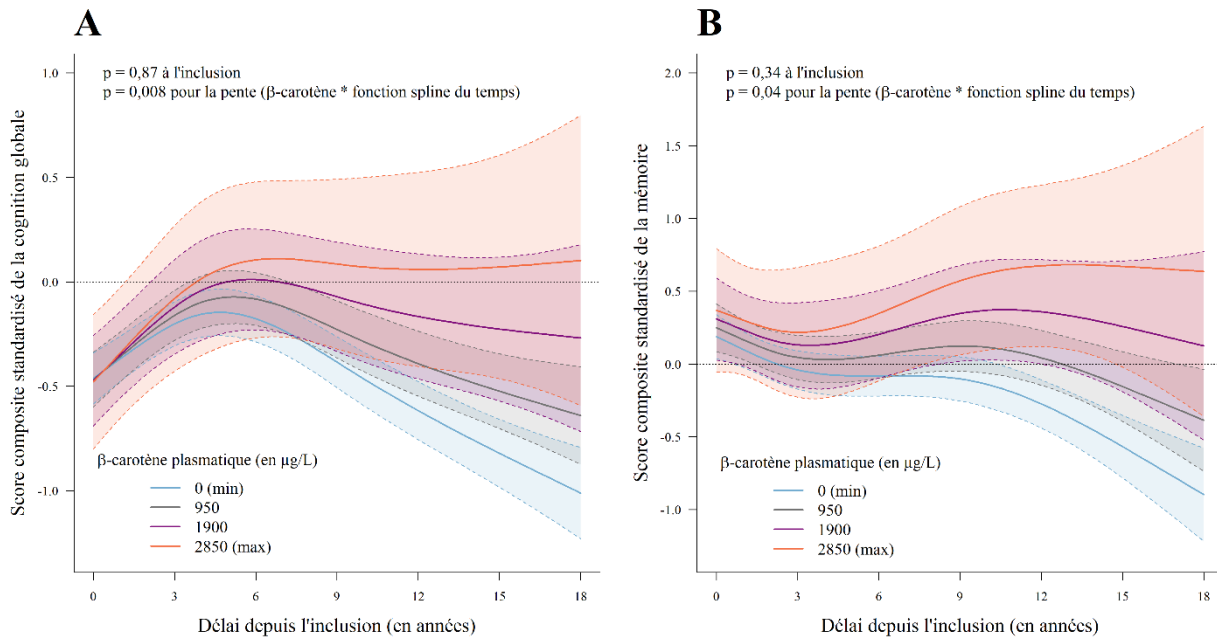 A
p = 0,87 à l'inclusion
p = 0,008 pour la pente (β-carotène * fonction spline du temps)
Score composite standardisé de la cognition globale
1.0
0.5
0.0
-0.5
-1.0
β-carotène plasmatique (en µg/L)
0 (min)
950
1900
2850 (max)
0 3 6 9 12 15 18
Délai depuis l'inclusion (en années)
B
p = 0,34 à l'inclusion
p = 0,04 pour la pente (β-carotène * fonction spline du temps)
Score composite standardisé de la mémoire
2.0
1.5
1.0
0.5
0.0
-0.5
-1.0
β-carotène plasmatique (en µg/L)
0 (min)
950
1900
2850 (max)
0 3 6 9 12 15 18
Délai depuis l'inclusion (en années)